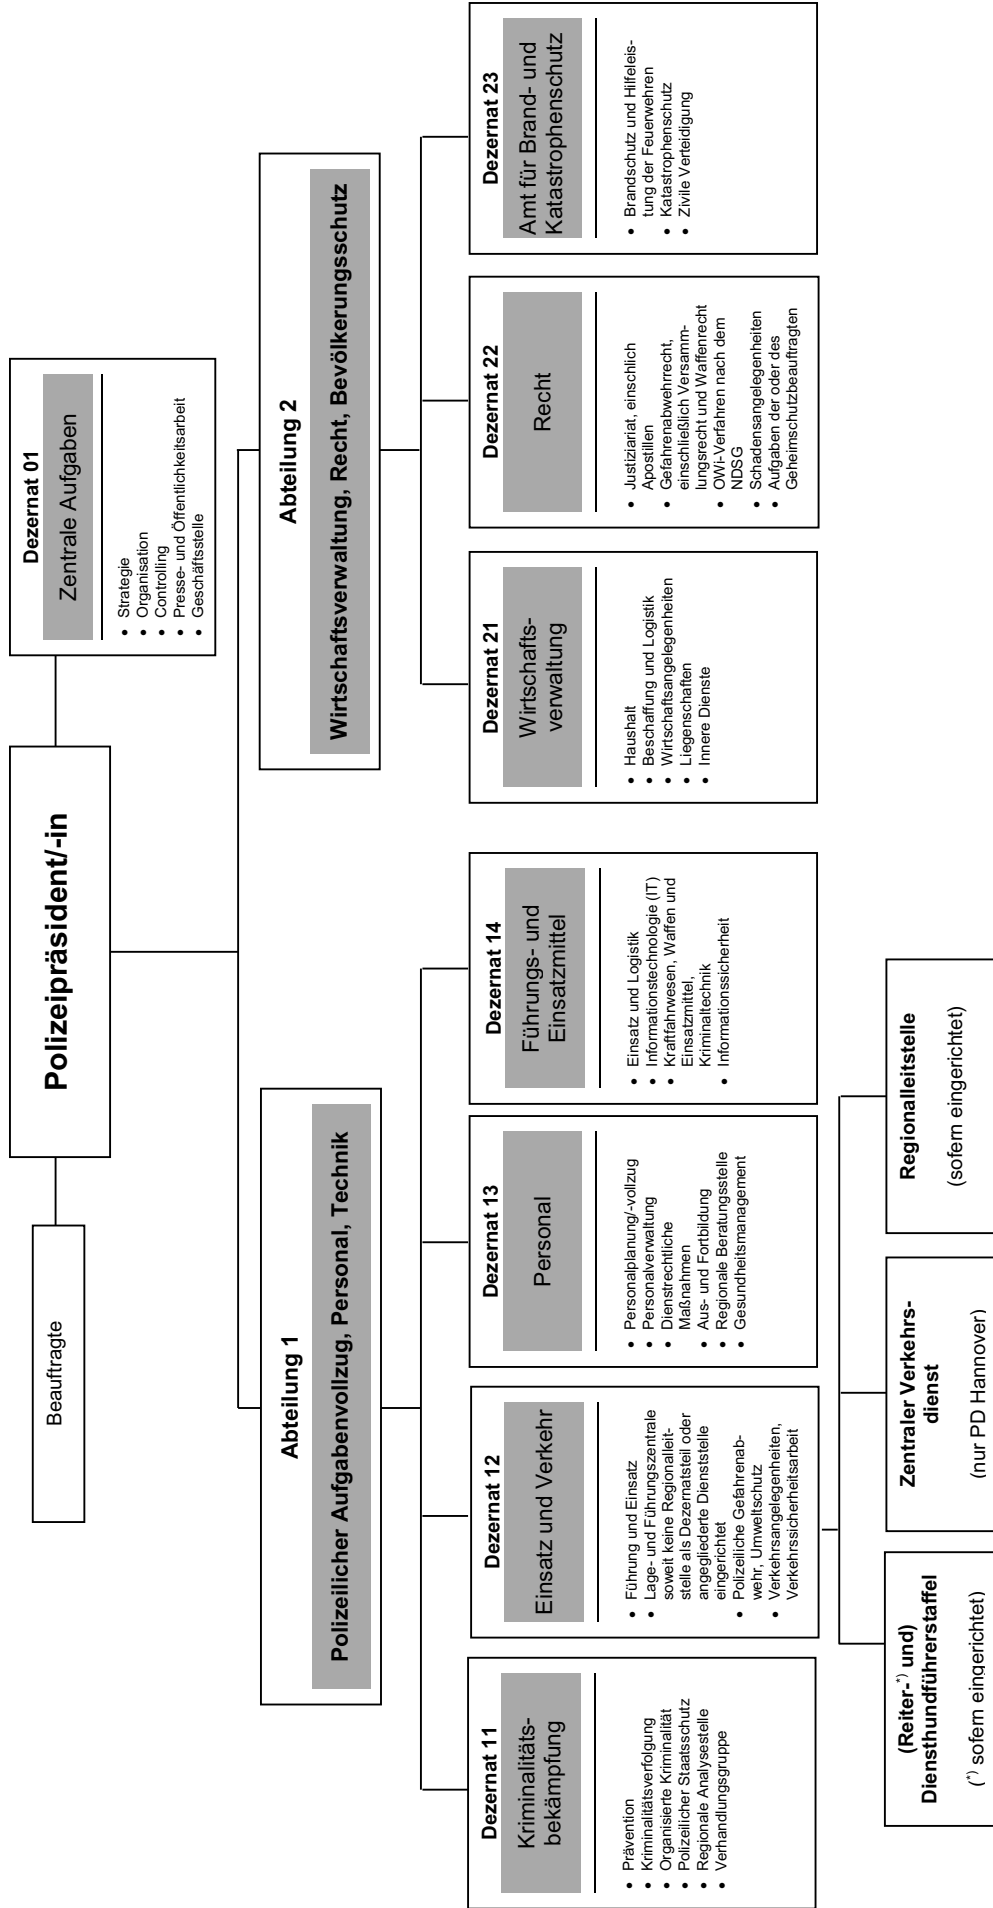 Beauftragte
Polizeipräsident/-in
Dezernat 01
Zentrale Aufgaben
• Strategie
• Organisation
• Controlling
• Presse- und Öffentlichkeitsarbeit
• Geschäftsstelle
Abteilung 1
Polizeilicher Aufgabenvollzug, Personal, Technik
Abteilung 2
Wirtschaftsverwaltung, Recht, Bevölkerungsschutz
Dezernat 11
Kriminalitäts-
bekämpfung
• Prävention
• Kriminalitätsverfolgung
• Organisierte Kriminalität
• Polizeilicher Staatsschutz
• Regionale Analysestelle
• Verhandlungsgruppe
Dezernat 12
Einsatz und Verkehr
• Führung und Einsatz
• Lage- und Führungszentrale
soweit keine Regionalleit-
stelle als Dezernatsteil oder
angegliederte Dienststelle
eingerichtet
• Polizeiliche Gefahrenab-
wehr, Umweltschutz
• Verkehrsangelegenheiten,
Verkehrssicherheitsarbeit
Dezernat 13
Personal
• Personalplanung/-vollzug
• Personalverwaltung
• Dienstrechtliche
Maßnahmen
• Aus- und Fortbildung
• Regionale Beratungsstelle
• Gesundheitsmanagement
Dezernat 14
Führungs- und
Einsatzmittel
• Einsatz und Logistik
• Informationstechnologie (IT)
• Kraftfahrwesen, Waffen und
Einsatzmittel,
Kriminaltechnik
• Informationssicherheit
Dezernat 21
Wirtschafts-
verwaltung
• Haushalt
• Beschaffung und Logistik
• Wirtschaftsangelegenheiten
• Liegenschaften
• Innere Dienste
Dezernat 22
Recht
• Justiziariat, einschlich
Apostillen
• Gefahrenabwehrrecht,
einschließlich Versamm-
lungsrecht und Waffenrecht
• OWi-Verfahren nach dem
NDSG
• Schadensangelegenheiten
• Aufgaben der oder des
Geheimschutzbeauftragten
Dezernat 23
Amt für Brand- und
Katastrophenschutz
• Brandschutz und Hilfeleis-
tung der Feuerwehren
• Katastrophenschutz
• Zivile Verteidigung
(Reiter-*) und)
Diensthundführerstaffel
(*) sofern eingerichtet)
Zentraler Verkehrs-
dienst
(nur PD Hannover)
Regionalleitstelle
(sofern eingerichtet)